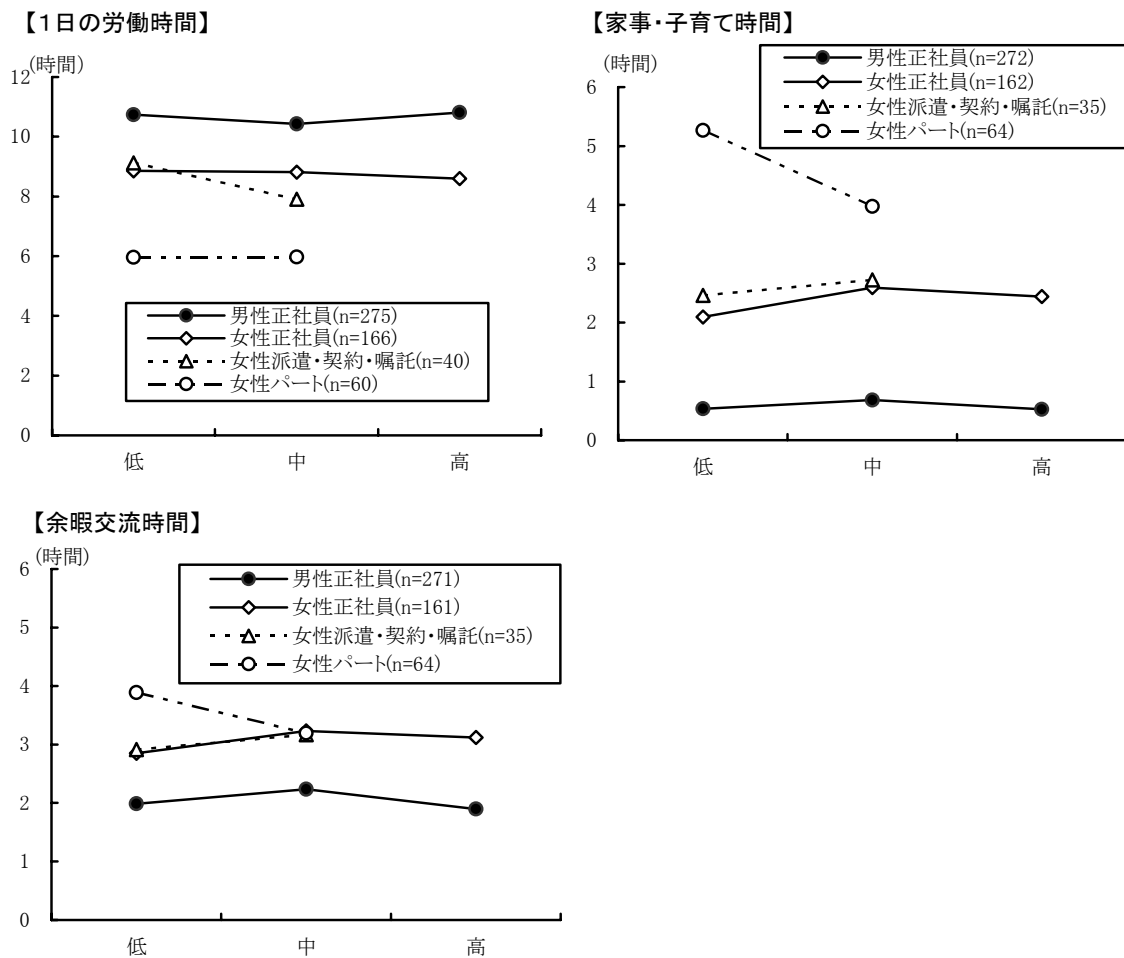 【1日の労働時間】
(時間)
12
10
8
6
4
2
0
男性正社員(n=275)
女性正社員(n=166)
女性派遣・契約・嘱託(n=40)
女性パート(n=60)
低 中 高
【家事・子育て時間】
(時間)
6
5
4
3
2
1
0
男性正社員(n=272)
女性正社員(n=162)
女性派遣・契約・嘱託(n=35)
女性パート(n=64)
低 中 高
【余暇交流時間】
(時間)
6
5
4
3
2
1
0
男性正社員(n=271)
女性正社員(n=161)
女性派遣・契約・嘱託(n=35)
女性パート(n=64)
低 中 高